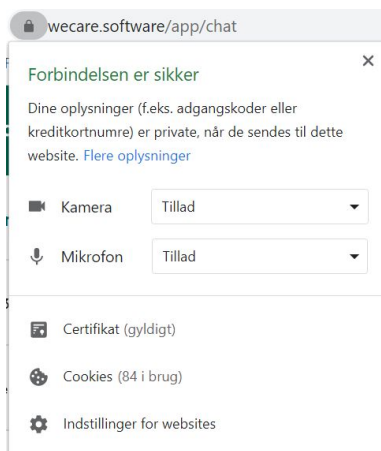 wecare.software/app/chat
Forbindelsen er sikker
Dine oplysninger (f.eks. adgangskoder eller
kreditkortnumre) er private, når de sendes til dette
website. Flere oplysninger
Kamera Tillad
Mikrofon Tillad
Certifikat (gyldigt)
Cookies (84 i brug)
Indstillinger for websites